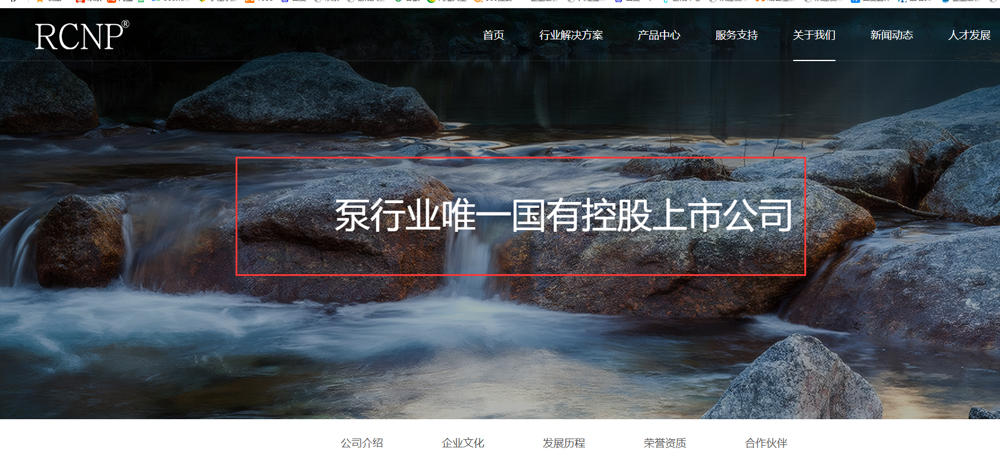 RCNP®
首页 行业解决方案 产品中心 服务支持 关于我们 新闻动态 人才发展
泵行业唯一国有控股上市公司
公司介绍 企业文化 发展历程 荣誉资质 合作伙伴